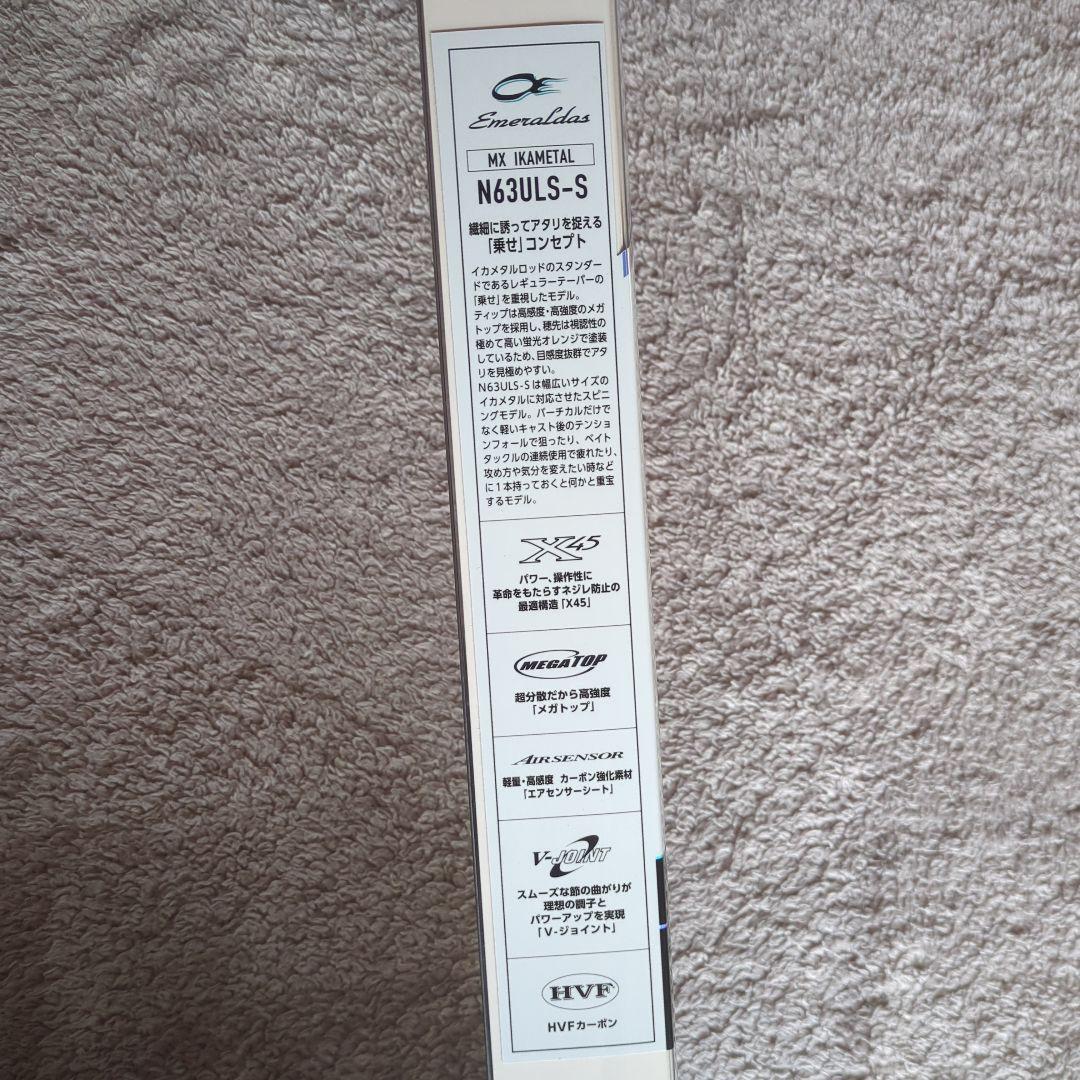 Emeraldas
MX IKAMETAL
N63ULS-S
繊細に誘ってアタリを捉える
「乗せ」コンセプト
イカメタルロッドのスタンダー
ドであるレギュラーテーパーの
「乗せ」を重視したモデル。
ティップは高感度・高強度のメガ
トップを採用し、穂先は視認性の
極めて高い蛍光オレンジで塗装
しているため、目感度抜群でアタ
リを見極めやすい。
N63ULS-Sは幅広いサイズの
イカメタルに対応させたスピニ
ングモデル。バーチカルだけで
なく軽いキャスト後のテンショ
ンフォールで狙ったり、ベイト
タックルの連続使用で疲れたり、
攻め方や気分を変えたい時など
に1本持っておくと何かと重宝
するモデル。
X45
パワー、操作性に
革命をもたらすネジレ防止の
最適構造「X45」
MEGATOP
超分散だから高強度
「メガトップ」
AIRSENSOR
軽量・高感度 カーボン強化素材
「エアセンサーシート」
V-JOINT
スムーズな節の曲がりが
理想の調子と
パワーアップを実現
「V-ジョイント」
HVF
HVFカーボン